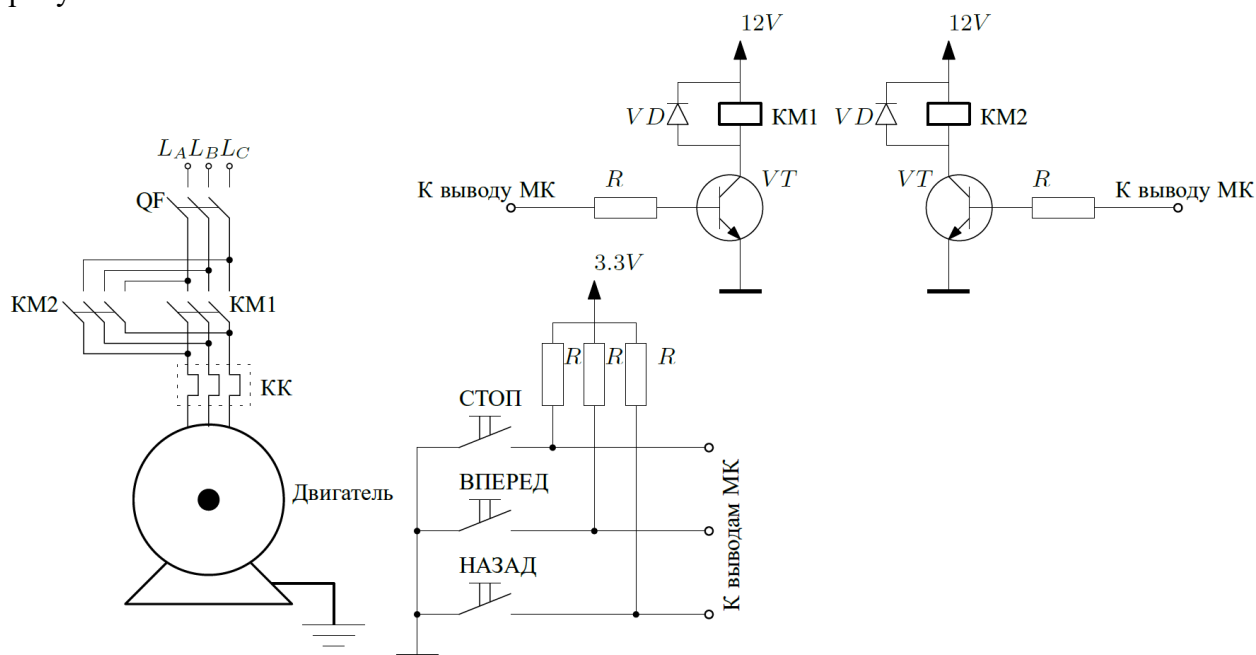 12V 12V
VD КМ1 VD КМ2
L_A L_B L_C
К выводу МК R VT VT R К выводу МК
QF
3.3V
КМ2 КМ1
R R R
КК
СТОП
ВПЕРЕД
Двигатель
НАЗАД
К выводам МК